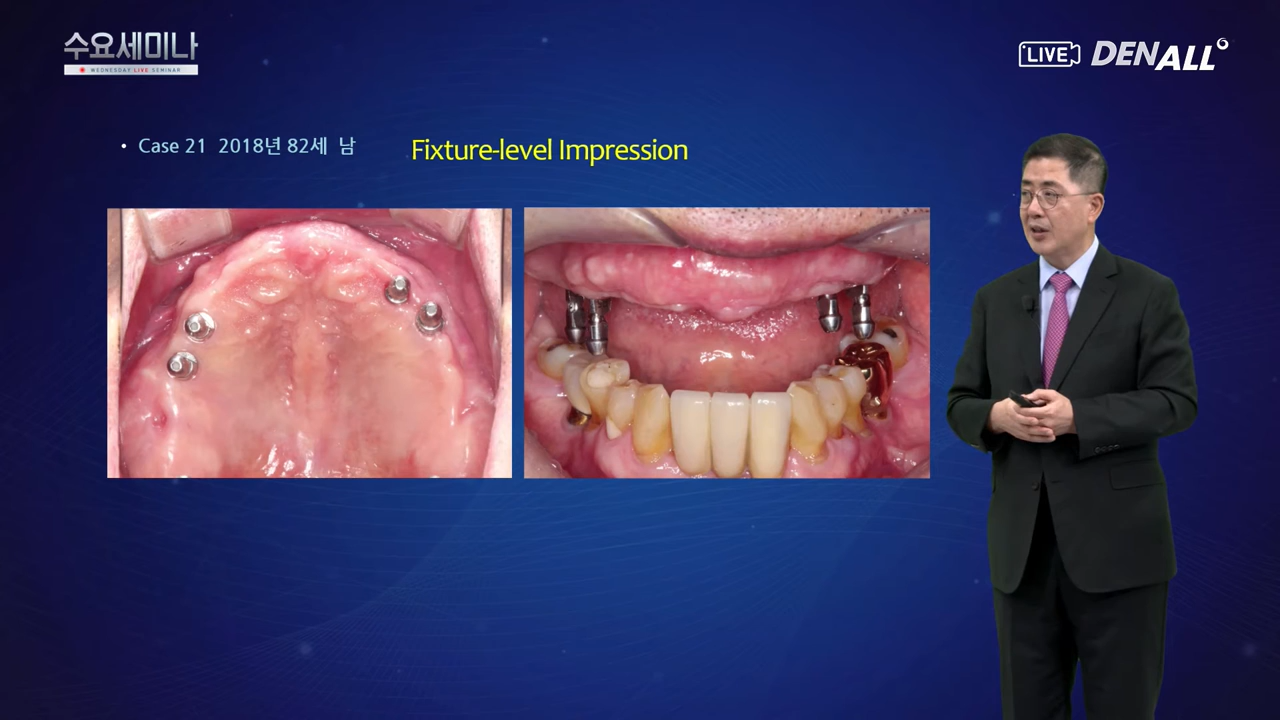 수요세미나
WEDNESDAY LIVE SEMINAR
LIVE DENALL
• Case 21 2018년 82세 남
Fixture-level Impression